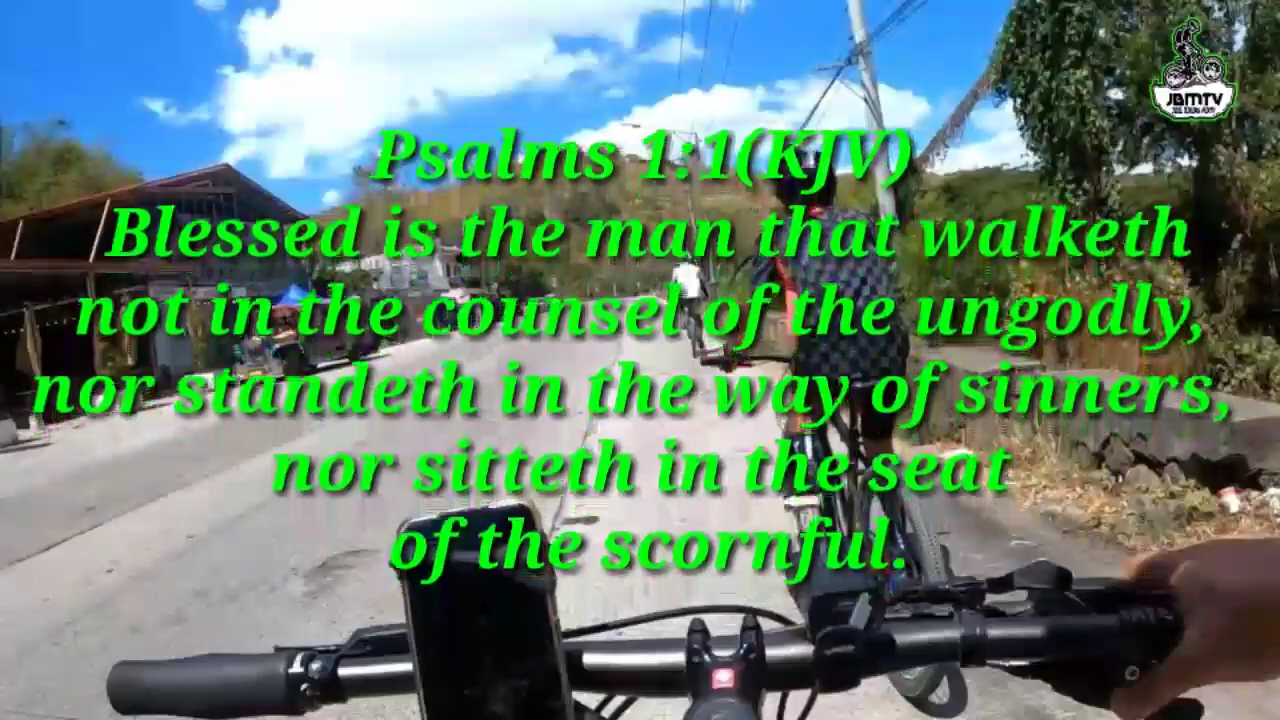 JBMTV
Psalms 1:1(KJV)
Blessed is the man that walketh
not in the counsel of the ungodly,
nor standeth in the way of sinners,
nor sitteth in the seat
of the scornful.